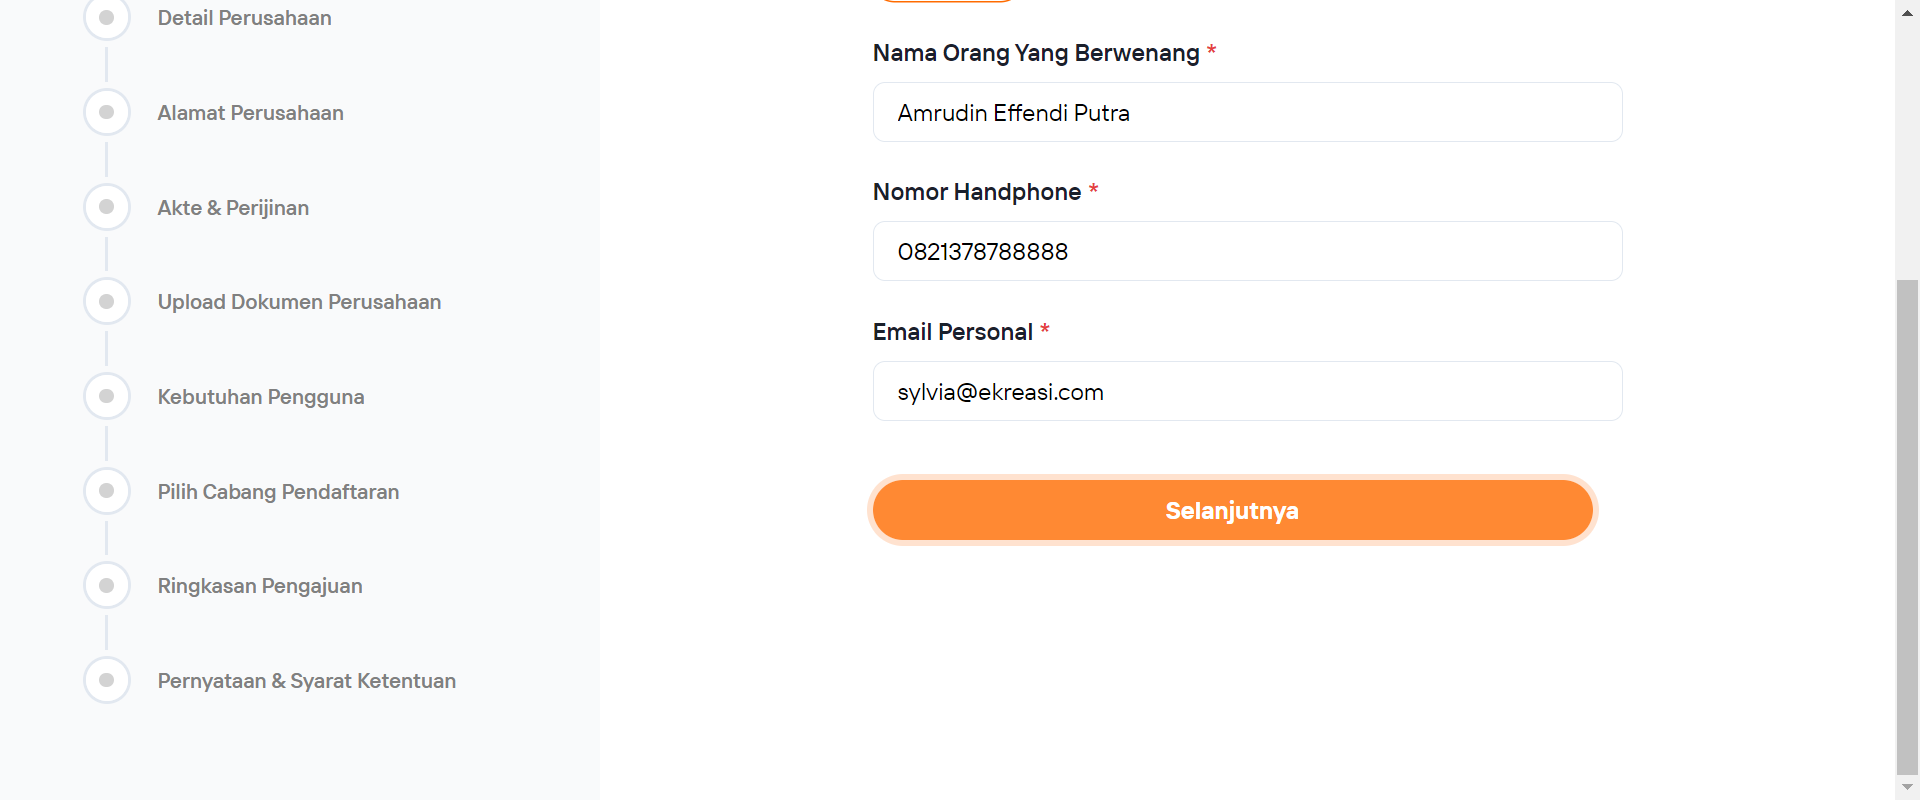 Detail Perusahaan
Alamat Perusahaan
Akte & Perijinan
Upload Dokumen Perusahaan
Kebutuhan Pengguna
Pilih Cabang Pendaftaran
Ringkasan Pengajuan
Pernyataan & Syarat Ketentuan
Nama Orang Yang Berwenang *
Amrudin Effendi Putra
Nomor Handphone *
0821378788888
Email Personal *
sylvia@ekreasi.com
Selanjutnya